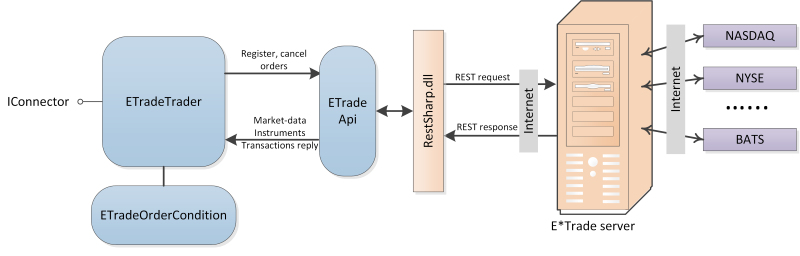 IConnector
ETradeTrader
ETradeOrderCondition
Register, cancel
orders
Market-data
Instruments
Transactions reply
ETrade
Api
RestSharp.dll
REST request
REST response
Internet
E*Trade server
Internet
NASDAQ
NYSE
......
BATS